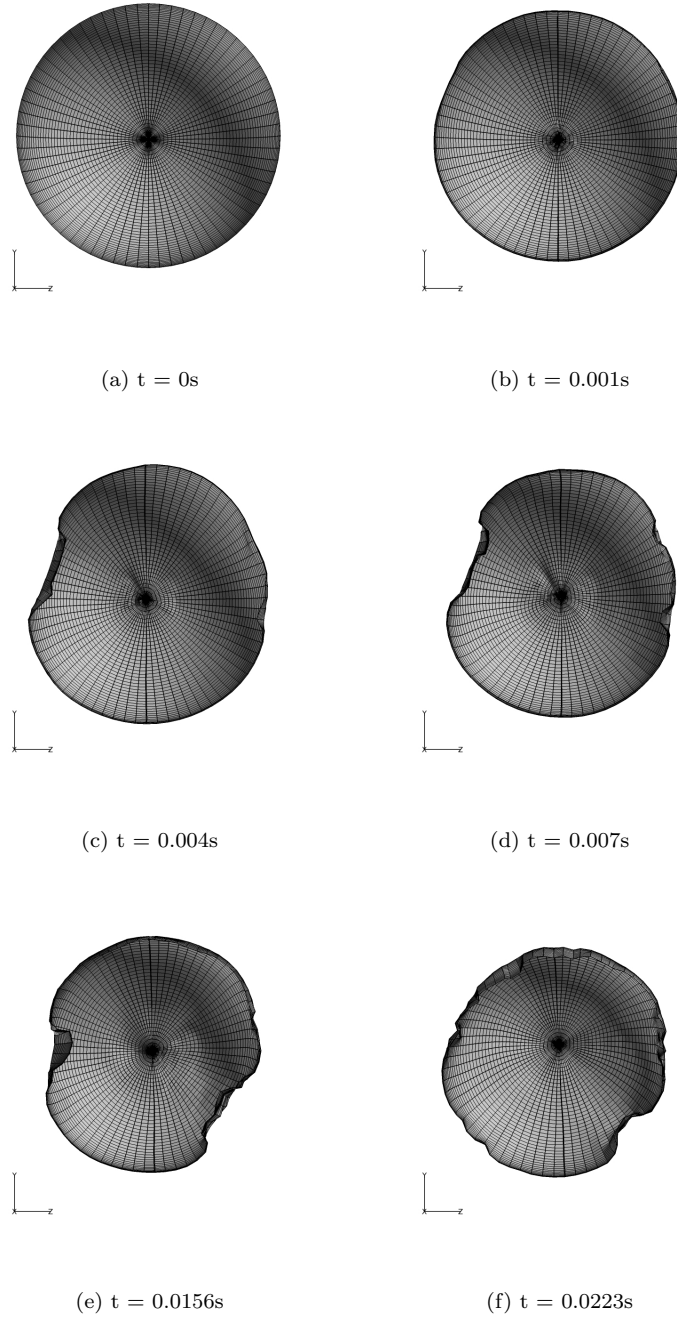 Y
X Z
Y
X Z
(a) t = 0s
(b) t = 0.001s
Y
X Z
Y
X Z
(c) t = 0.004s
(d) t = 0.007s
Y
X Z
Y
X Z
(e) t = 0.0156s
(f) t = 0.0223s